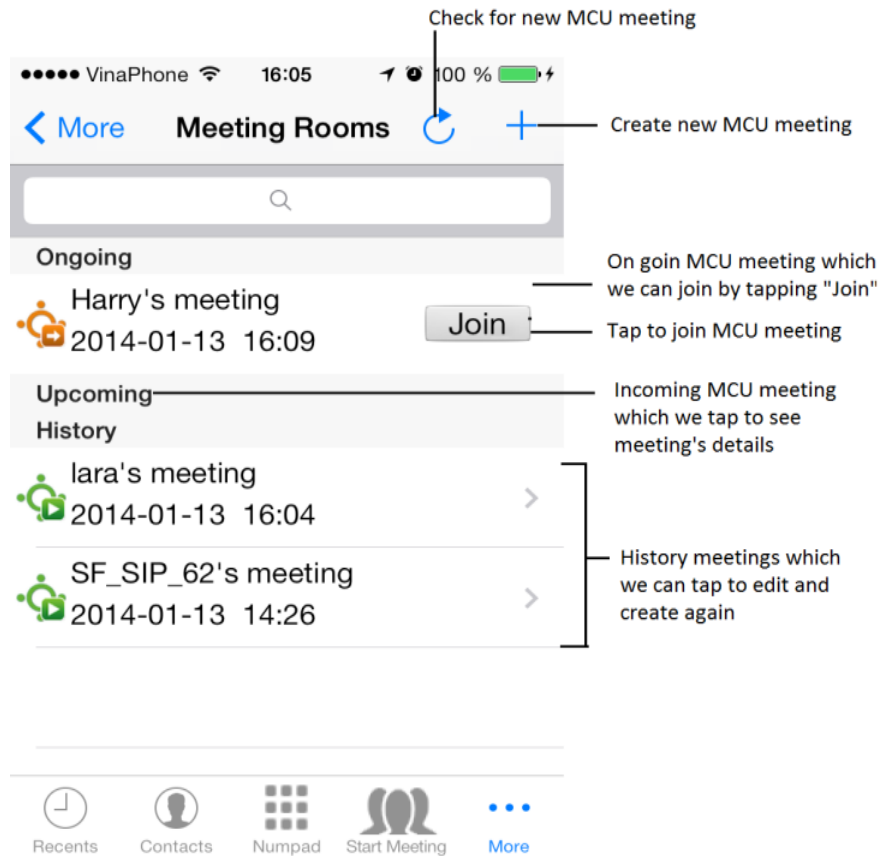 Check for new MCU meeting
VinaPhone 16:05 100 %
More Meeting Rooms
Create new MCU meeting
Ongoing
Harry's meeting
2014-01-13 16:09
Join
On goin MCU meeting which
we can join by tapping "Join"
Tap to join MCU meeting
Upcoming
Incoming MCU meeting
which we tap to see
meeting's details
History
lara's meeting
2014-01-13 16:04
SF_SIP_62's meeting
2014-01-13 14:26
History meetings which
we can tap to edit and
create again
Recents Contacts Numpad Start Meeting More